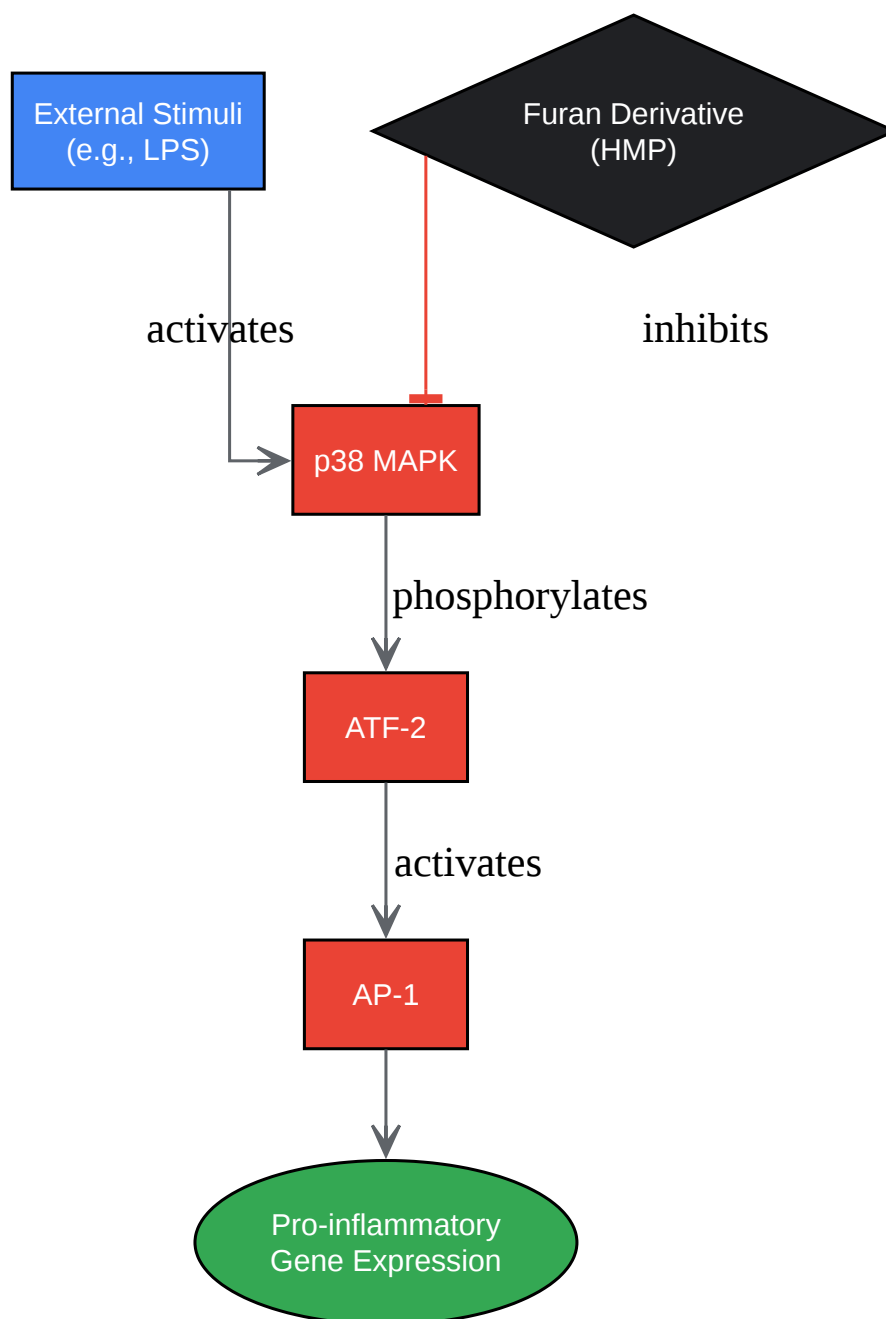 External Stimuli
(e.g., LPS)
Furan Derivative
(HMP)
activates
inhibits
p38 MAPK
phosphorylates
ATF-2
activates
AP-1
Pro-inflammatory
Gene Expression